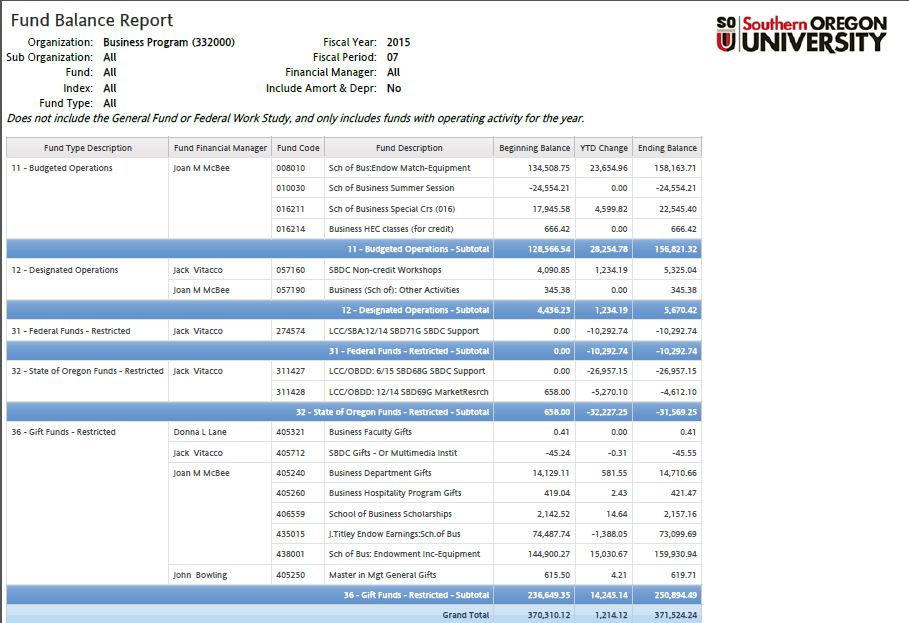 Fund Balance Report
SO Southern OREGON
U UNIVERSITY
Organization: Business Program (332000) Fiscal Year: 2015
Sub Organization: All Fiscal Period: 07
Fund: All Financial Manager: All
Index: All Include Amort & Depr: No
Fund Type: All
Does not include the General Fund or Federal Work Study, and only includes funds with operating activity for the year.
Fund Type Description Fund Financial Manager Fund Code Fund Description Beginning Balance YTD Change Ending Balance
11 - Budgeted Operations Joan M McBee 008010 Sch of Bus:Endow Match-Equipment 134,508.75 23,654.96 158,163.71
010030 Sch of Business Summer Session -24,554.21 0.00 -24,554.21
016211 Sch of Business Special Crs (016) 17,945.58 4,599.82 22,545.40
016214 Business HEC classes (for credit) 666.42 0.00 666.42
11 - Budgeted Operations - Subtotal 128,566.54 28,254.78 156,821.32
12 - Designated Operations Jack Vitacco 057160 SBDC Non-credit Workshops 4,090.85 1,234.19 5,325.04
Joan M McBee 057190 Business (Sch of): Other Activities 345.38 0.00 345.38
12 - Designated Operations - Subtotal 4,436.23 1,234.19 5,670.42
31 - Federal Funds - Restricted Jack Vitacco 274574 LCC/SBA:12/14 SBD71G SBDC Support 0.00 -10,292.74 -10,292.74
31 - Federal Funds - Restricted - Subtotal 0.00 -10,292.74 -10,292.74
32 - State of Oregon Funds - Restricted Jack Vitacco 311427 LCC/OBDD: 6/15 SBD68G SBDC Support 0.00 -26,957.15 -26,957.15
311428 LCC/OBDD: 12/14 SBD69G MarketResrch 658.00 -5,270.10 -4,612.10
32 - State of Oregon Funds - Restricted - Subtotal 658.00 -32,227.25 -31,569.25
36 - Gift Funds - Restricted Donna L Lane 405321 Business Faculty Gifts 0.41 0.00 0.41
Jack Vitacco 405712 SBDC Gifts - Or Multimedia Instit -45.24 -0.31 -45.55
Joan M McBee 405240 Business Department Gifts 14,129.11 581.55 14,710.66
405260 Business Hospitality Program Gifts 419.04 2.43 421.47
406559 School of Business Scholarships 2,142.52 14.64 2,157.16
435015 J.Titley Endow Earnings:Sch.of Bus 74,487.74 -1,388.05 73,099.69
438001 Sch of Bus: Endowment Inc-Equipment 144,900.27 15,030.67 159,930.94
John Bowling 405250 Master in Mgt General Gifts 615.50 4.21 619.71
36 - Gift Funds - Restricted - Subtotal 236,649.35 14,245.14 250,894.49
Grand Total 370,310.12 1,214.12 371,524.24